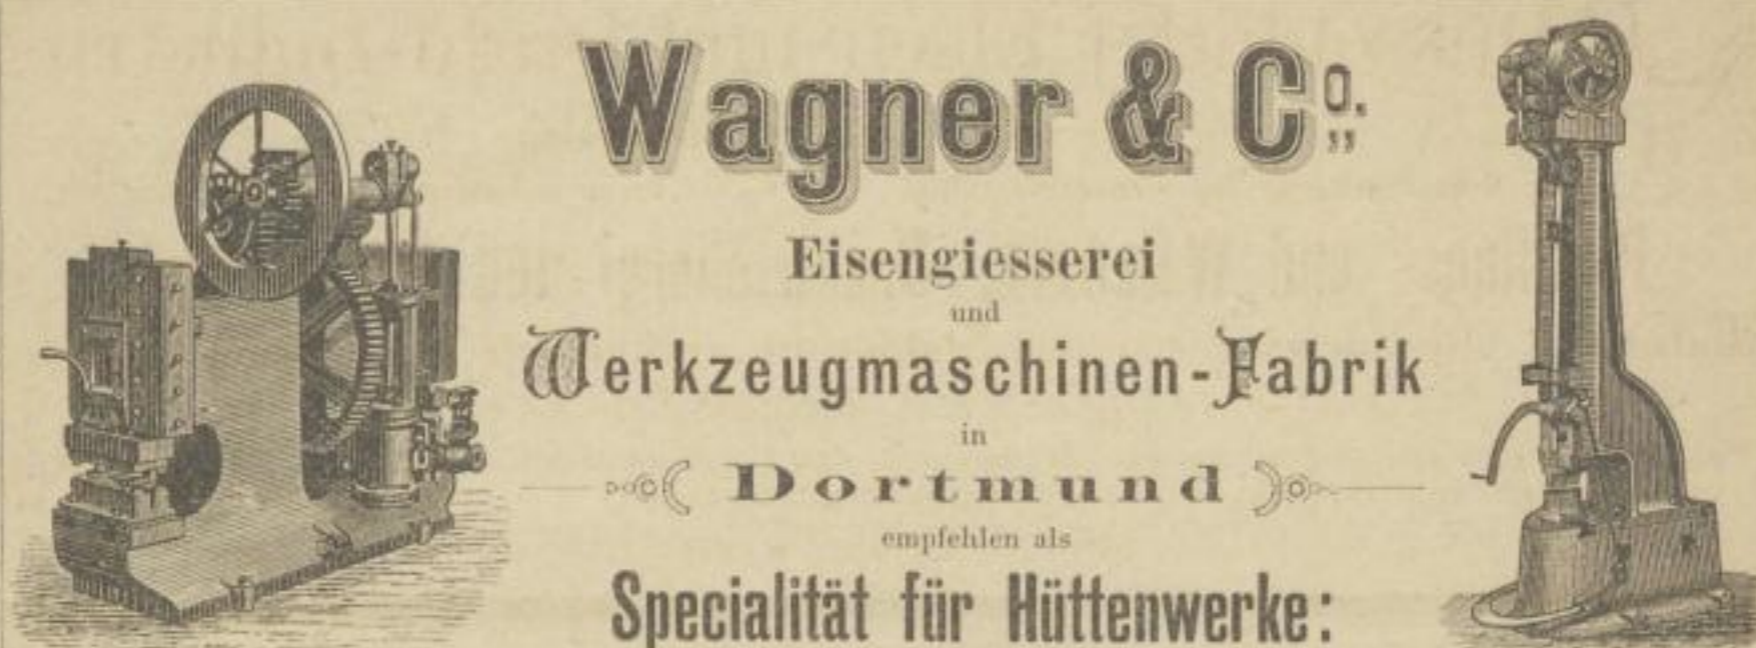 Wagner & Co.,,
Eisengiesserei
und
Werkzeugmaschinen-Fabrik
in
Dortmund
empfehlen als
Specialität für Hüttenwerke: